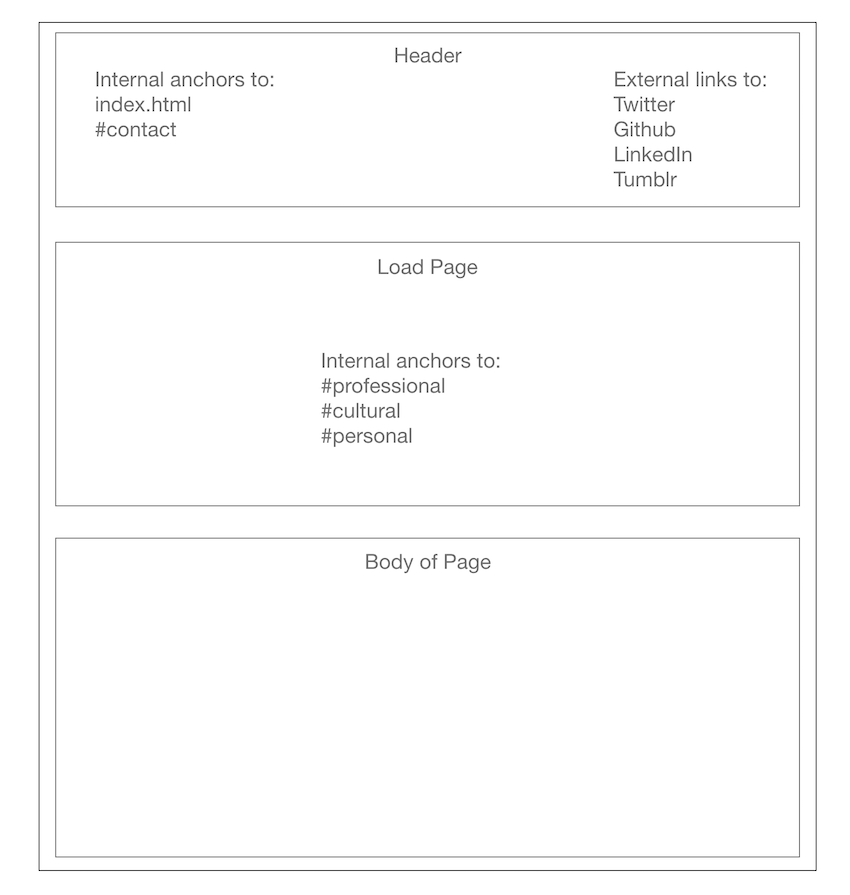 Header
Internal anchors to:
index.html
#contact
External links to:
Twitter
Github
LinkedIn
Tumblr
Load Page
Internal anchors to:
#professional
#cultural
#personal
Body of Page